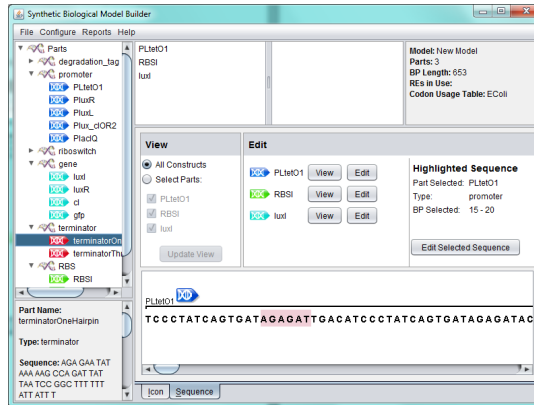 Synthetic Biological Model Builder
File Configure Reports Help
Parts
degradation_tag
promoter
PLtetO1
PluxR
PluxL
Plux_cIOR2
PlacIQ
riboswitch
gene
luxI
luxR
cI
gfp
terminator
terminatorOn
terminatorThr
RBS
RBSI
Part Name:
terminatorOneHairpin
Type: terminator
Sequence: AGA GAA TAT
AAA AAG CCA GAT TAT
TAA TCC GGC TTT TTT
ATT ATT T
PLtetO1
RBSI
luxI
Model: New Model
Parts: 3
BP Length: 653
REs in Use:
Codon Usage Table: EColi
View
All Constructs
Select Parts:
PLtetO1
RBSI
luxI
Update View
Edit
PLtetO1 View Edit
RBSI View Edit
luxI View Edit
Highlighted Sequence
Part Selected: PLtetO1
Type: promoter
BP Selected: 15 - 20
Edit Selected Sequence
PLtetO1
TCCCTATCAGTGATAGAGATTGACATCCCTATCAGTGATAGAGATAC
Icon Sequence